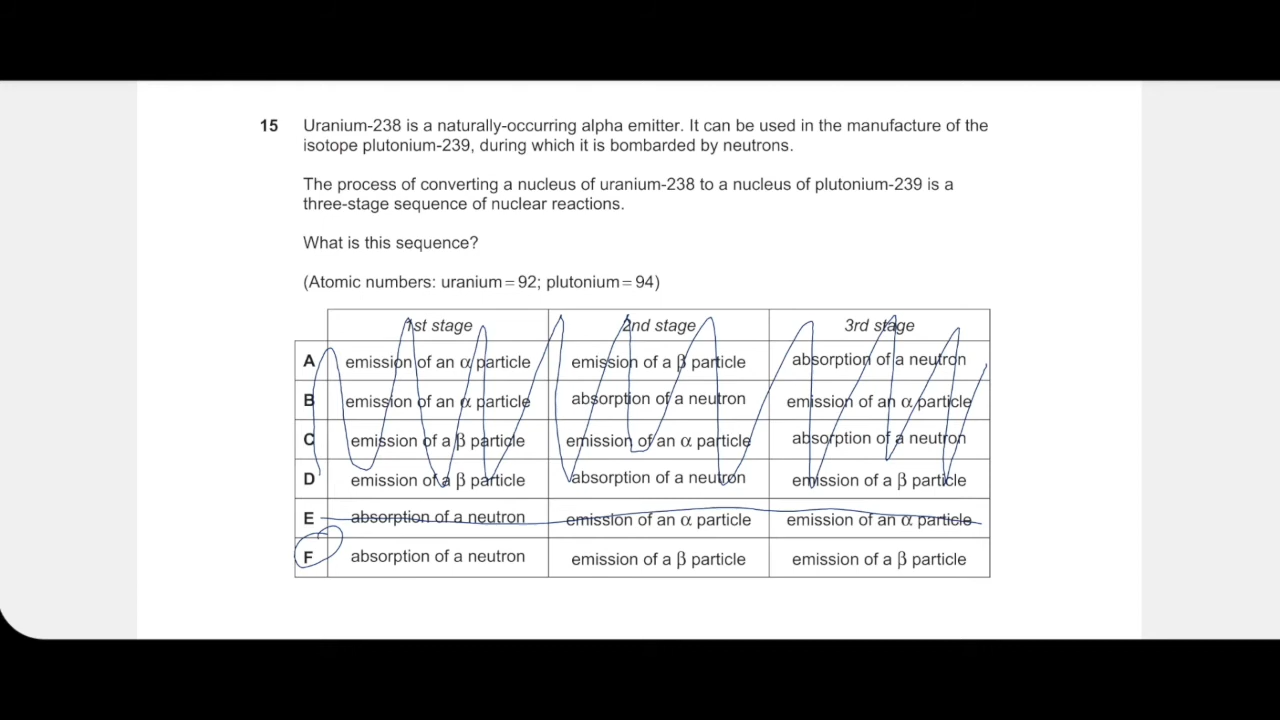 15 Uranium-238 is a naturally-occurring alpha emitter. It can be used in the manufacture of the
isotope plutonium-239, during which it is bombarded by neutrons.
The process of converting a nucleus of uranium-238 to a nucleus of plutonium-239 is a
three-stage sequence of nuclear reactions.
What is this sequence?
(Atomic numbers: uranium = 92; plutonium = 94)
1st stage 2nd stage 3rd stage
A emission of an α particle emission of a β particle absorption of a neutron
B emission of an α particle absorption of a neutron emission of an α particle
C emission of a β particle emission of an α particle absorption of a neutron
D emission of a β particle absorption of a neutron emission of a β particle
E absorption of a neutron emission of an α particle emission of an α particle
F absorption of a neutron emission of a β particle emission of a β particle